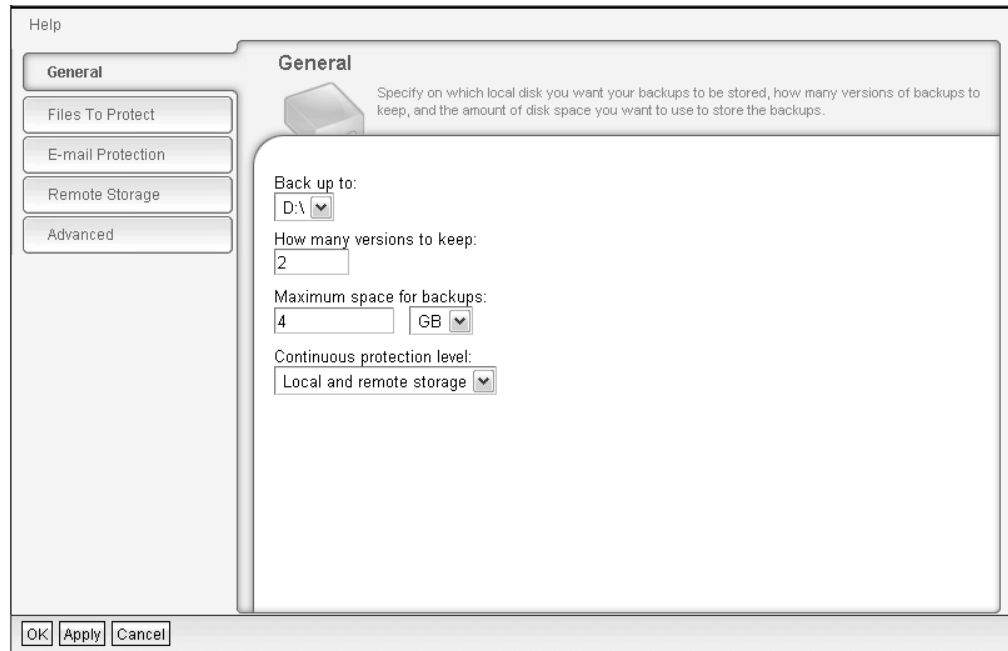 Help
General
Files To Protect
E-mail Protection
Remote Storage
Advanced
General
Specify on which local disk you want your backups to be stored, how many versions of backups to
keep, and the amount of disk space you want to use to store the backups.
Back up to:
D:\
How many versions to keep:
2
Maximum space for backups:
4 GB
Continuous protection level:
Local and remote storage
OK Apply Cancel